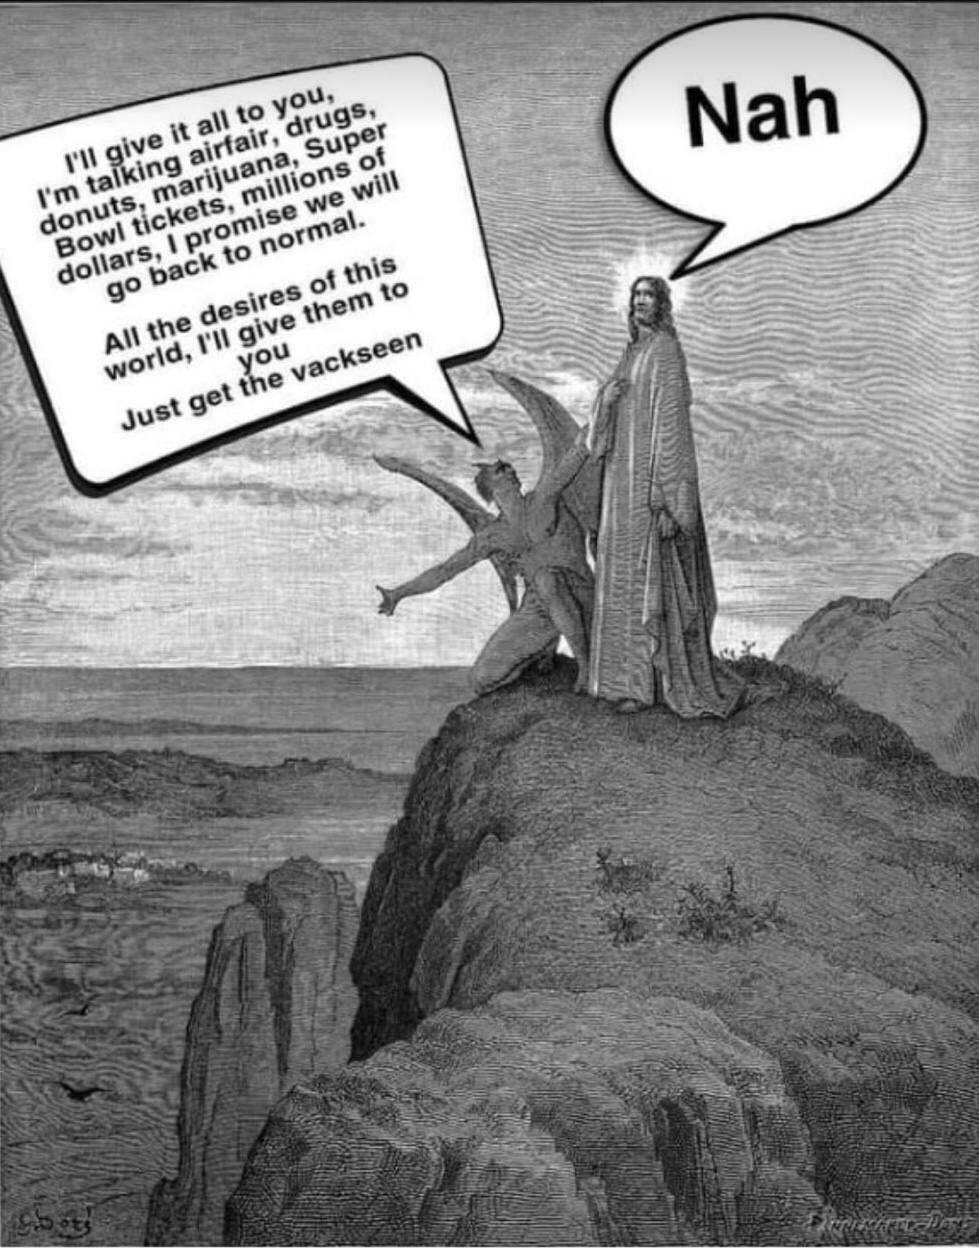 I'll give it all to you,
I'm talking airfair, drugs,
donuts, marijuana, Super
Bowl tickets, millions of
dollars, I promise we will
go back to normal.
All the desires of this
world, I'll give them to
you
Just get the vackseen
Nah
G. Doré